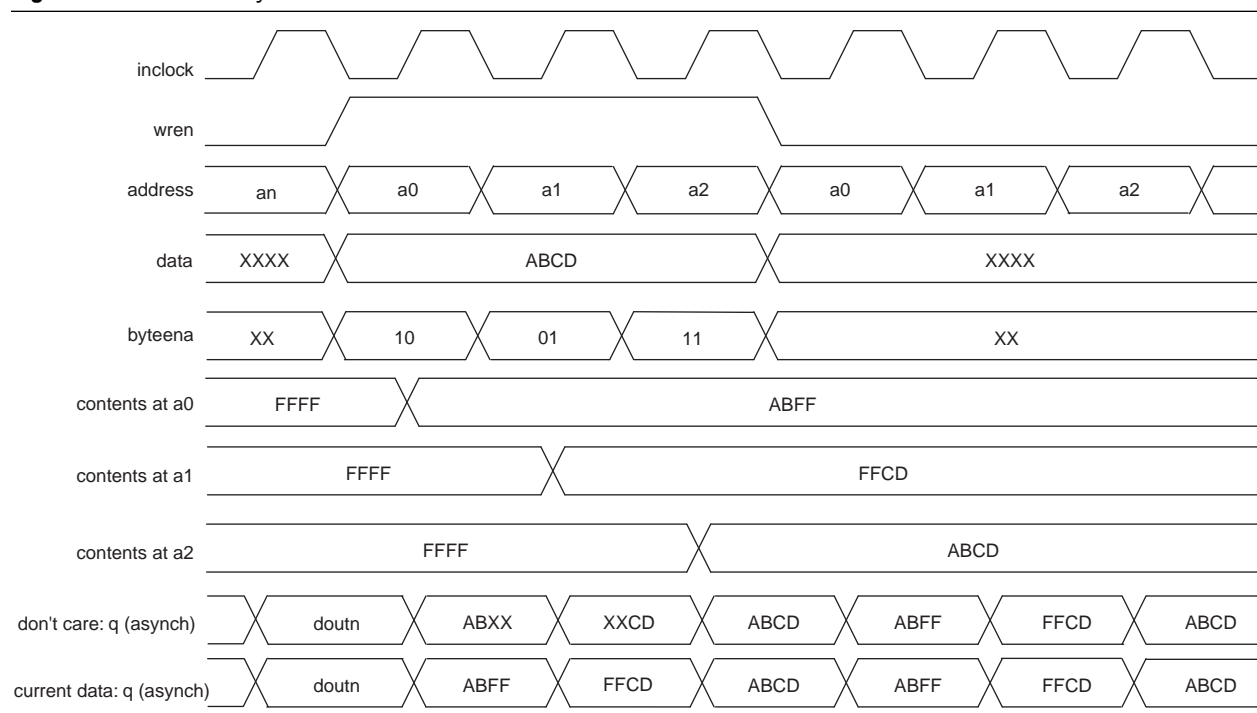 inclock
wren
address an a0 a1 a2 a0 a1 a2
data XXXX ABCD XXXX
byteena XX 10 01 11 XX
contents at a0 FFFF ABFF
contents at a1 FFFF FFCD
contents at a2 FFFF ABCD
don't care: q (asynch) doutn ABXX XXCD ABCD ABFF FFCD ABCD
current data: q (asynch) doutn ABFF FFCD ABCD ABFF FFCD ABCD